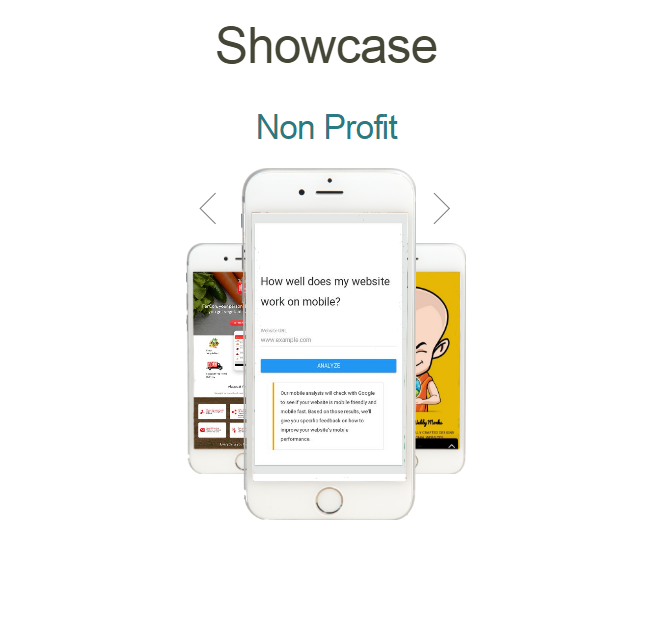 Showcase
Non Profit
How well does my website
work on mobile?
www.example.com
ANALYZE
Our mobile analysis will check with Google
to see if your website is mobile friendly and
mobile fast. Based on those results, we'll
give you specific feedback on how to
improve your website's mobile
performance.